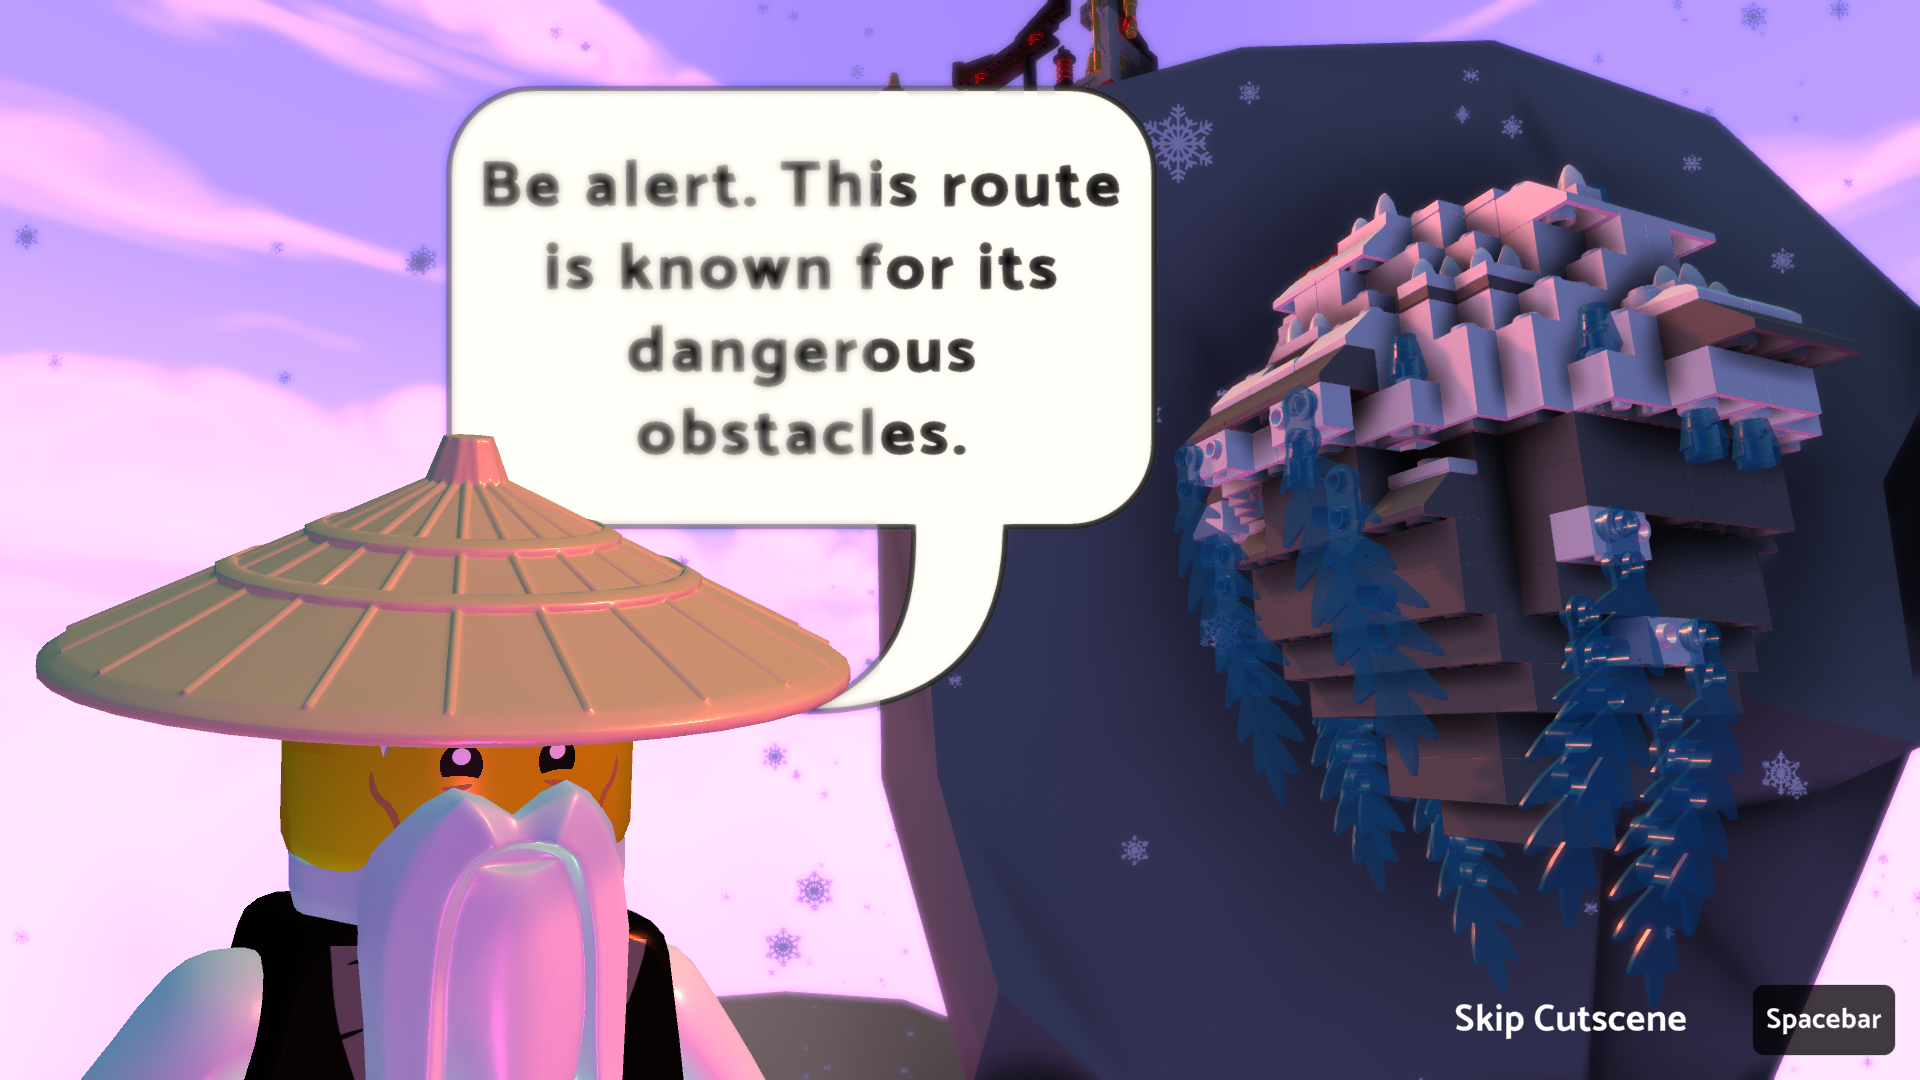 Be alert. This route
is known for its
dangerous
obstacles.
Skip Cutscene
Spacebar